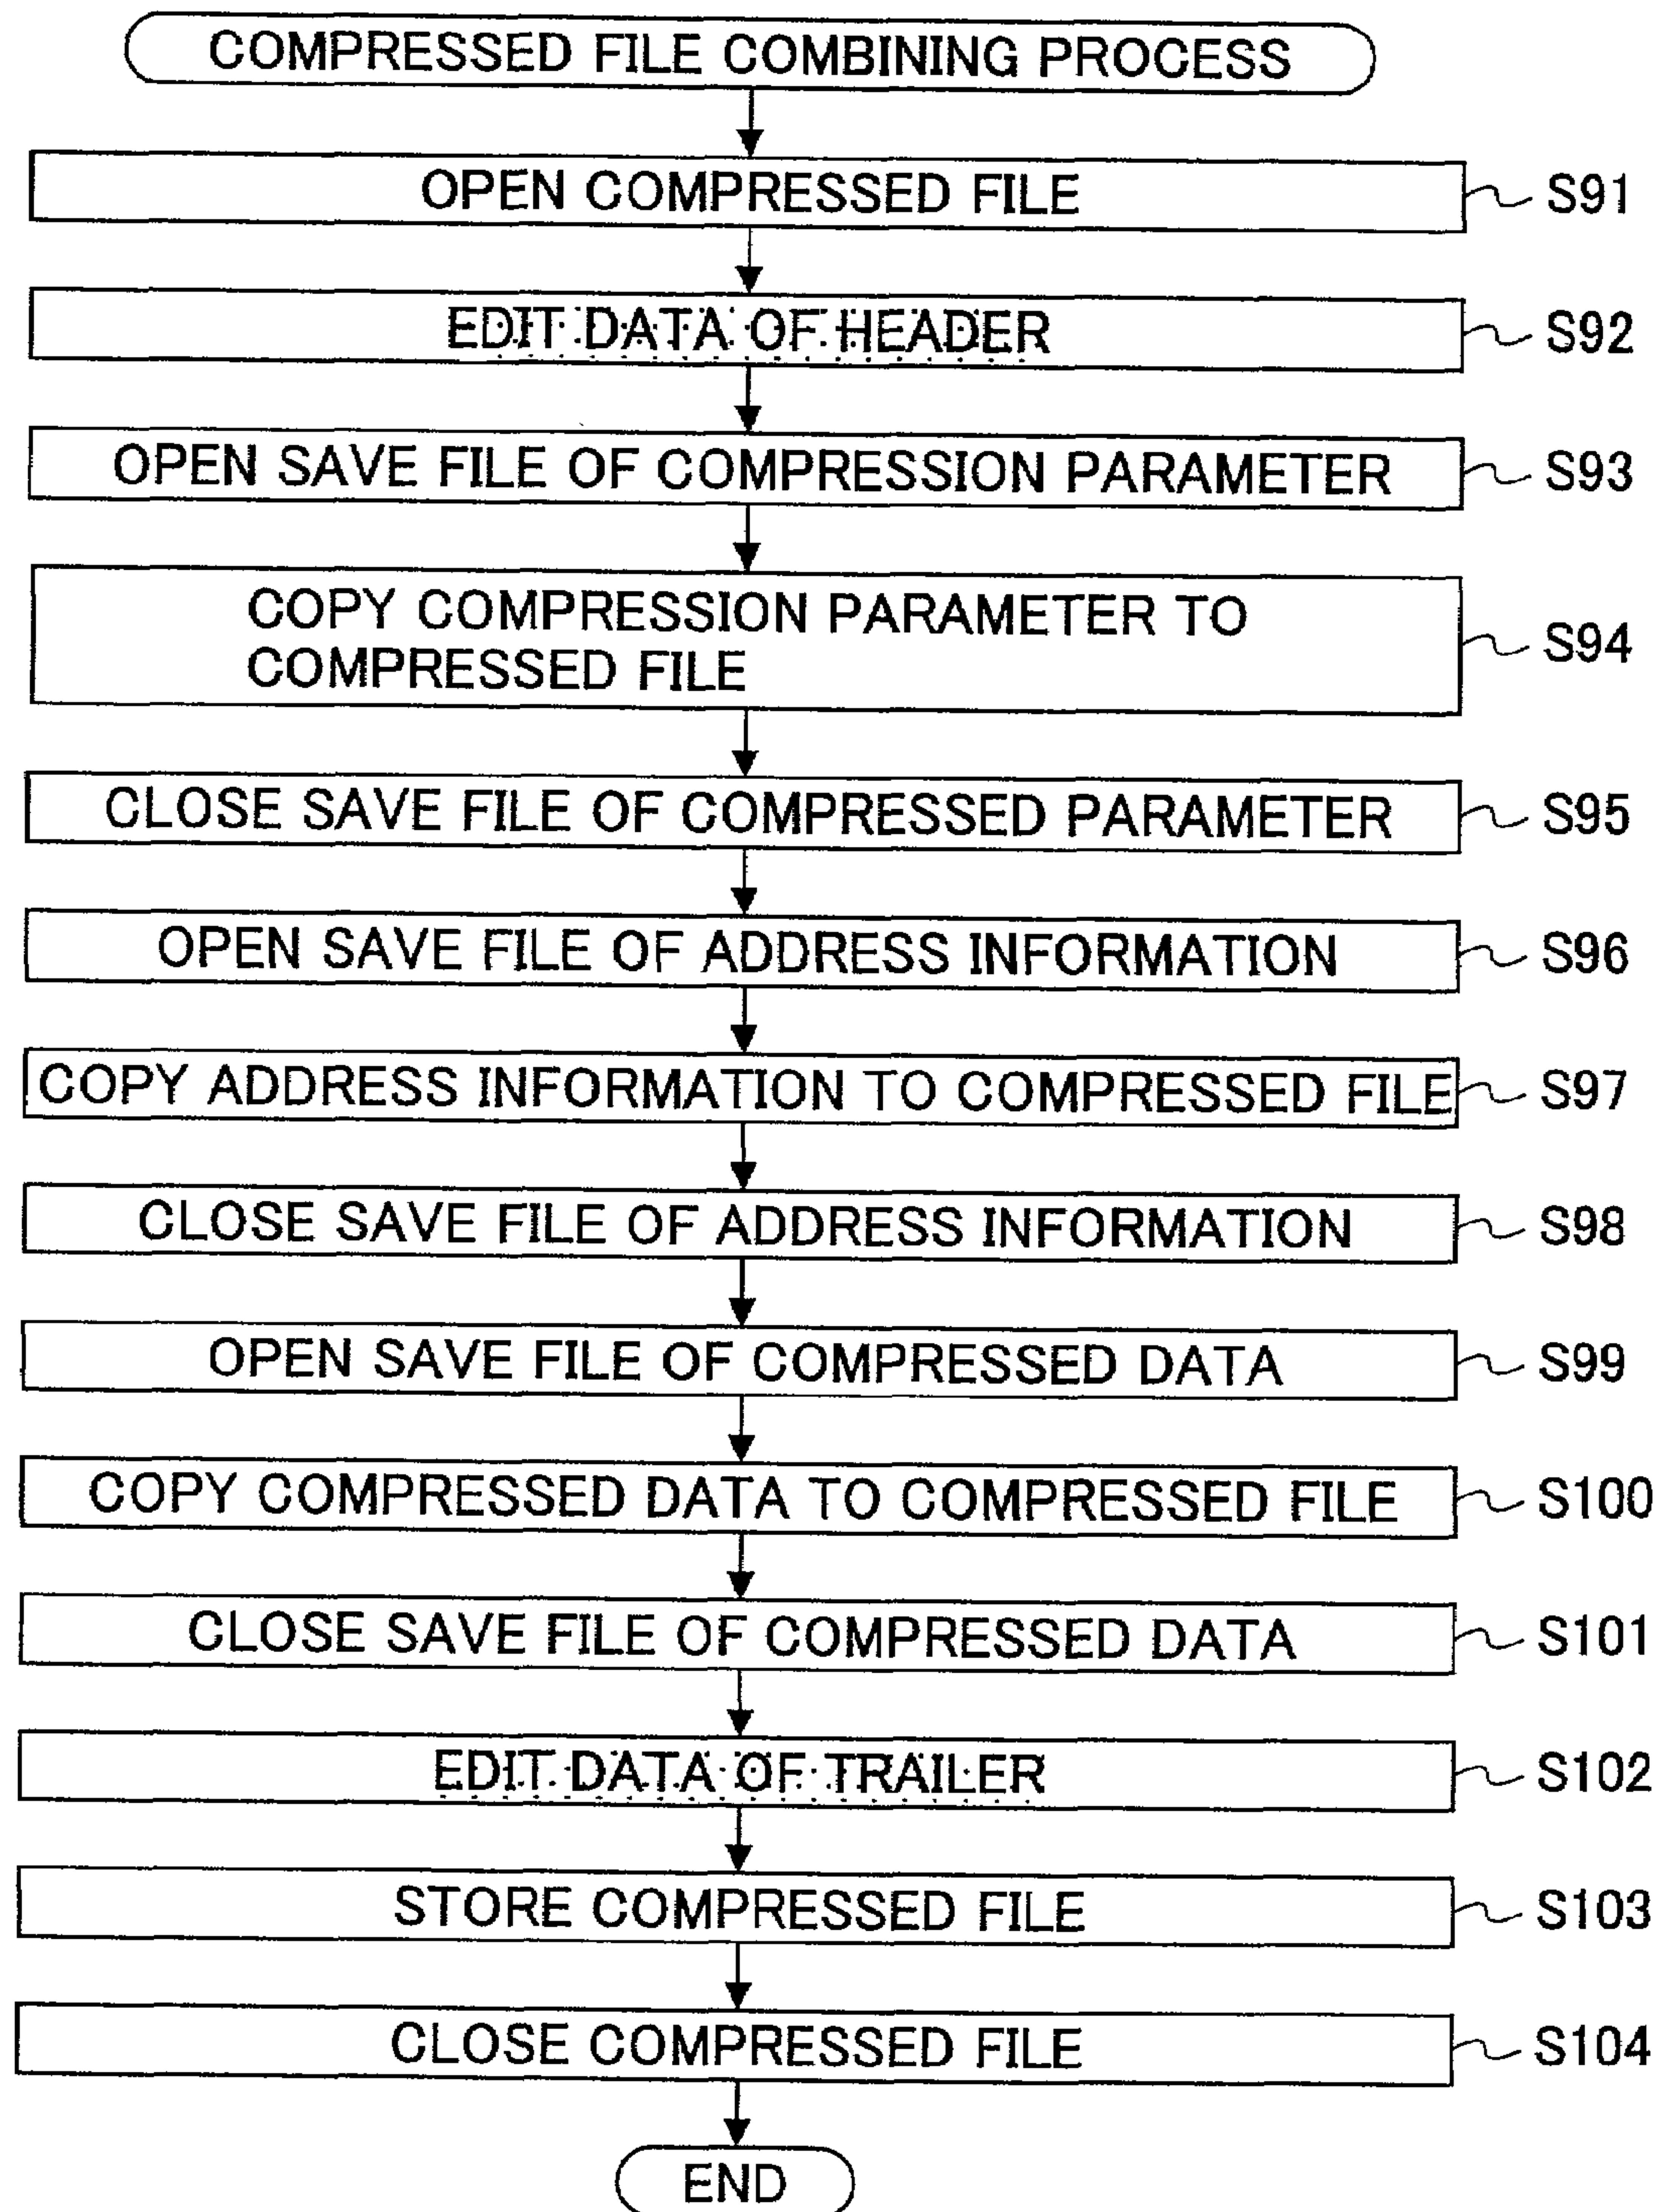 COMPRESSED FILE COMBINING PROCESS
OPEN COMPRESSED FILE
S91
EDIT DATA OF HEADER
S92
OPEN SAVE FILE OF COMPRESSION PARAMETER
S93
COPY COMPRESSION PARAMETER TO
COMPRESSED FILE
S94
CLOSE SAVE FILE OF COMPRESSED PARAMETER
S95
OPEN SAVE FILE OF ADDRESS INFORMATION
S96
COPY ADDRESS INFORMATION TO COMPRESSED FILE
S97
CLOSE SAVE FILE OF ADDRESS INFORMATION
S98
OPEN SAVE FILE OF COMPRESSED DATA
S99
COPY COMPRESSED DATA TO COMPRESSED FILE
S100
CLOSE SAVE FILE OF COMPRESSED DATA
S101
EDIT DATA OF TRAILER
S102
STORE COMPRESSED FILE
S103
CLOSE COMPRESSED FILE
S104
END